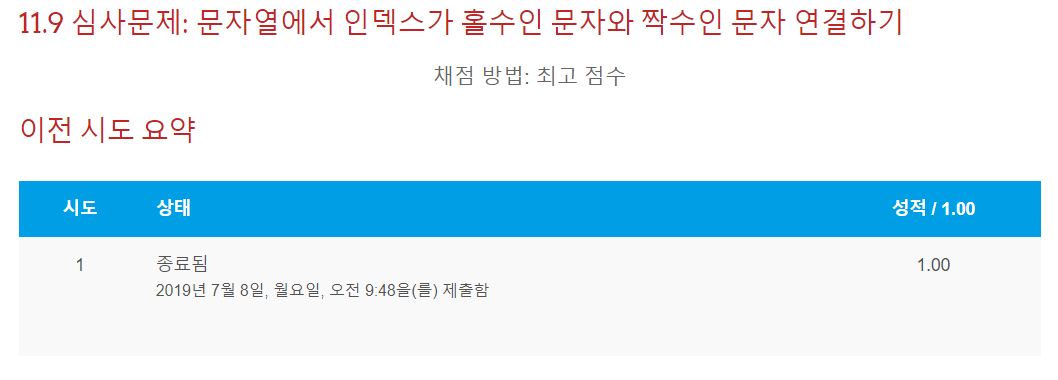 11.9 심사문제: 문자열에서 인덱스가 홀수인 문자와 짝수인 문자 연결하기
채점 방법: 최고 점수
이전 시도 요약
시도 상태 성적 / 1.00
1 종료됨 1.00
2019년 7월 8일, 월요일, 오전 9:48을(를) 제출함